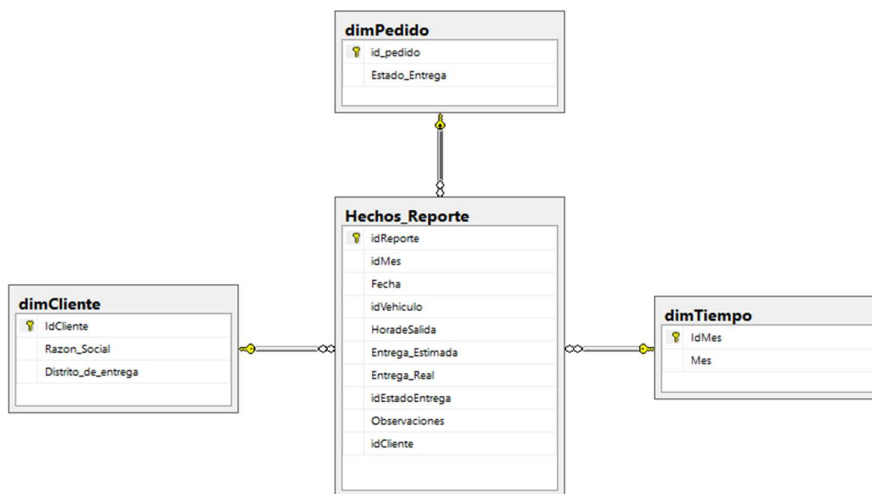 dimPedido
id_pedido
Estado_Entrega
Hechos_Reporte
idReporte
idMes
Fecha
idVehiculo
HoradeSalida
Entrega_Estimada
Entrega_Real
idEstadoEntrega
Observaciones
idCliente
dimCliente
IdCliente
Razon_Social
Distrito_de_entrega
dimTiempo
IdMes
Mes